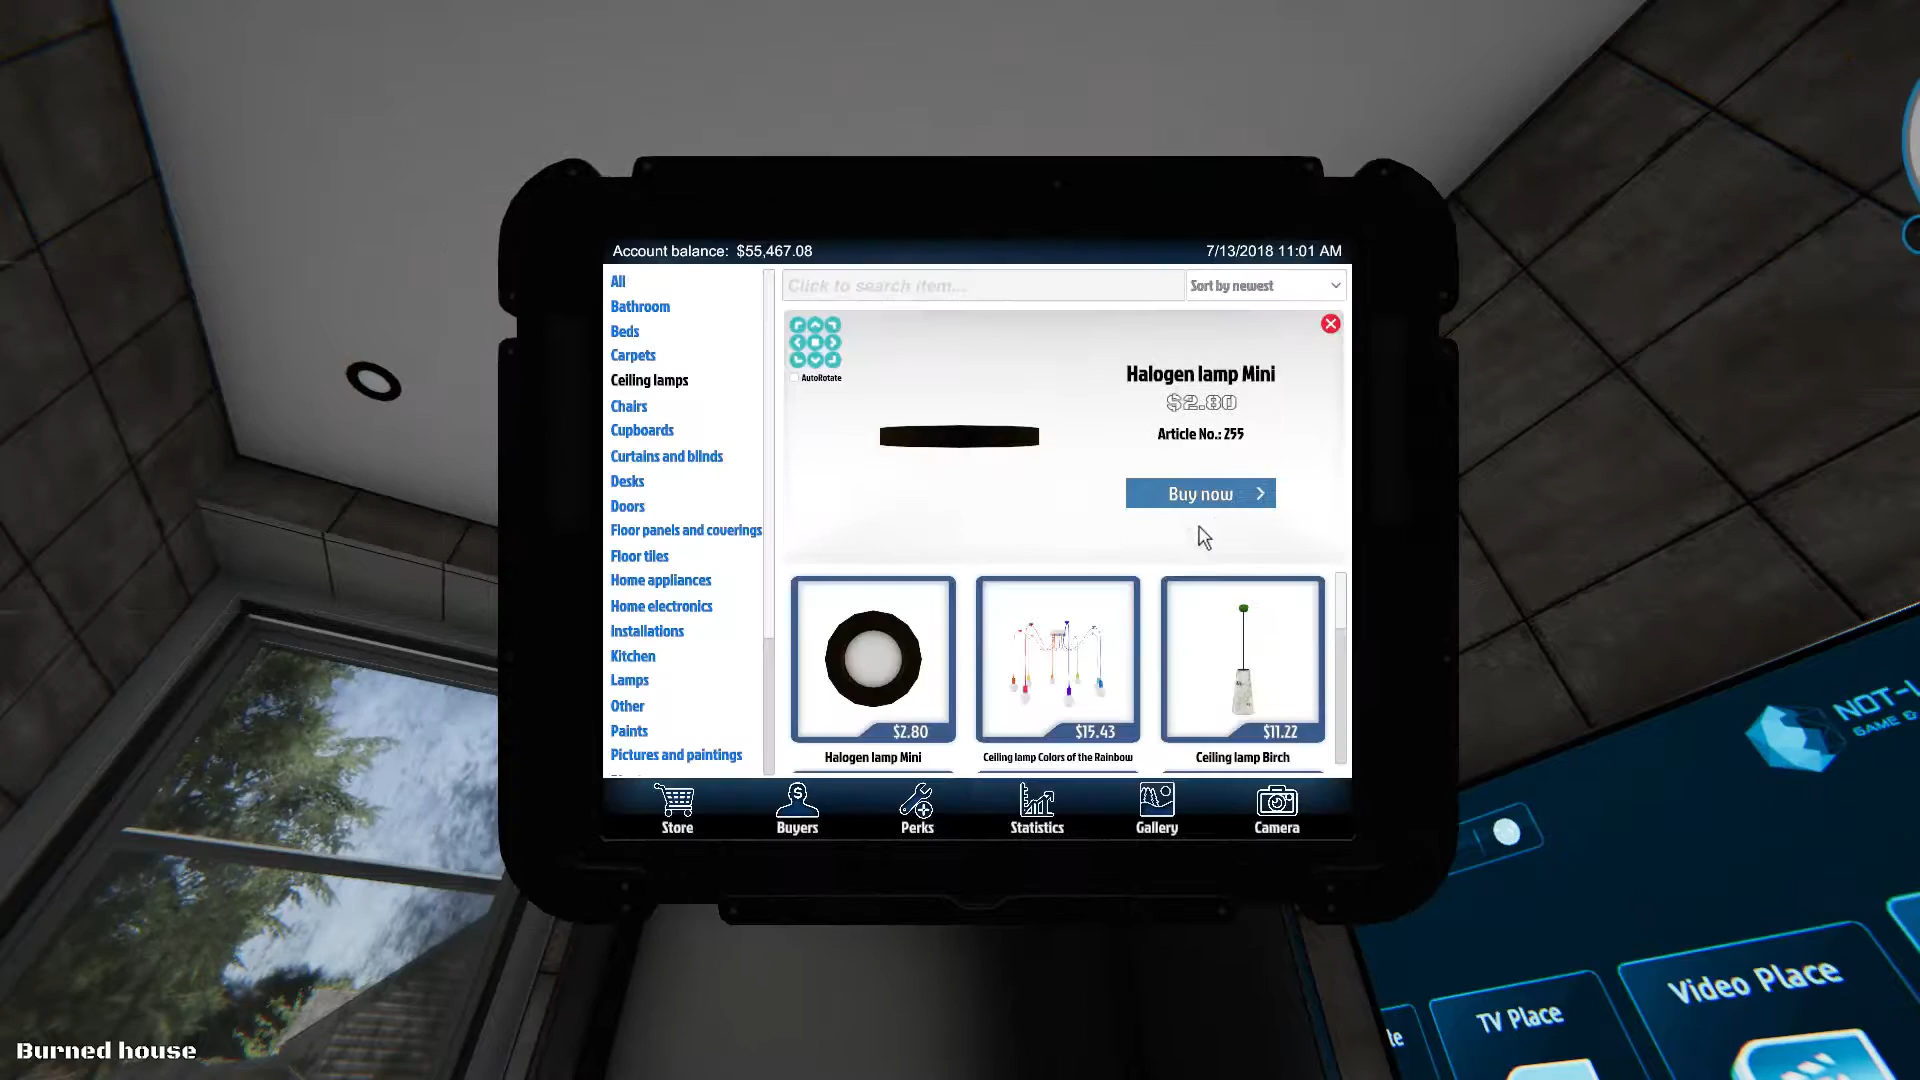 Account balance: $55,467.08
7/13/2018 11:01 AM
All
Bathroom
Beds
Carpets
Ceiling lamps
Chairs
Cupboards
Curtains and blinds
Desks
Doors
Floor panels and coverings
Floor tiles
Home appliances
Home electronics
Installations
Kitchen
Lamps
Other
Paints
Pictures and paintings
Click to search item...
Sort by newest
AutoRotate
Halogen lamp Mini
$2.80
Article No.: 255
Buy now
$2.80
Halogen lamp Mini
$15.43
Ceiling lamp Colors of the Rainbow
$11.22
Ceiling lamp Birch
Store
Buyers
Perks
Statistics
Gallery
Camera
NOT-
GAME &
TV Place
Video Place
Burned house